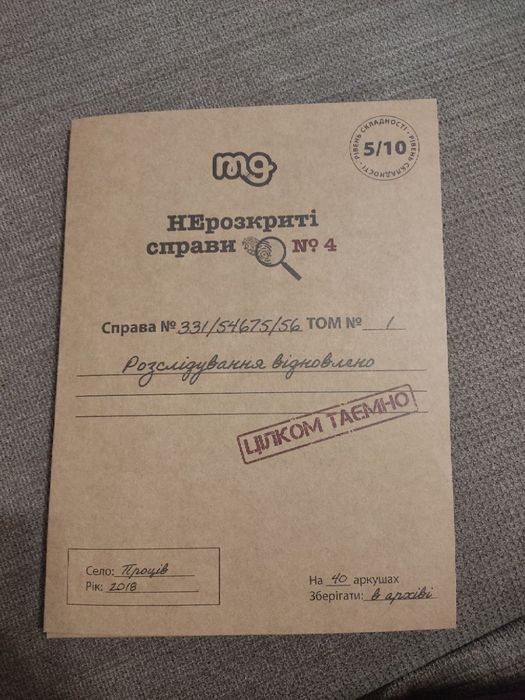 mg
РІВЕНЬ СКЛАДНОСТІ • РІВЕНЬ СКЛАДНОСТІ •
5/10
НЕрозкриті
справи № 4
Справа № 331/54675/56 ТОМ № 1
Розслідування відновлено
ЦІЛКОМ ТАЄМНО
Село: Проців
Рік: 2018
На 40 аркушах
Зберігати: в архіві